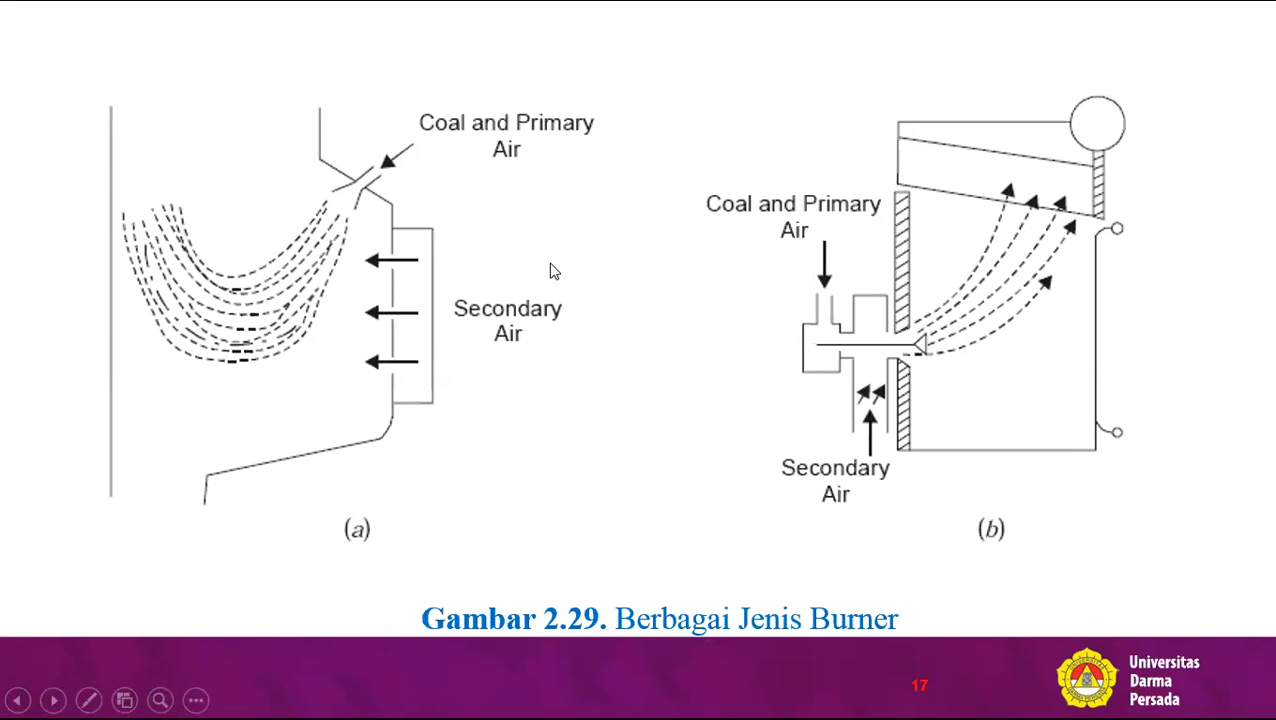 Coal and Primary
Air
Secondary
Air
(a)
Coal and Primary
Air
Secondary
Air
(b)
Gambar 2.29. Berbagai Jenis Burner
17
Universitas
Darma
Persada